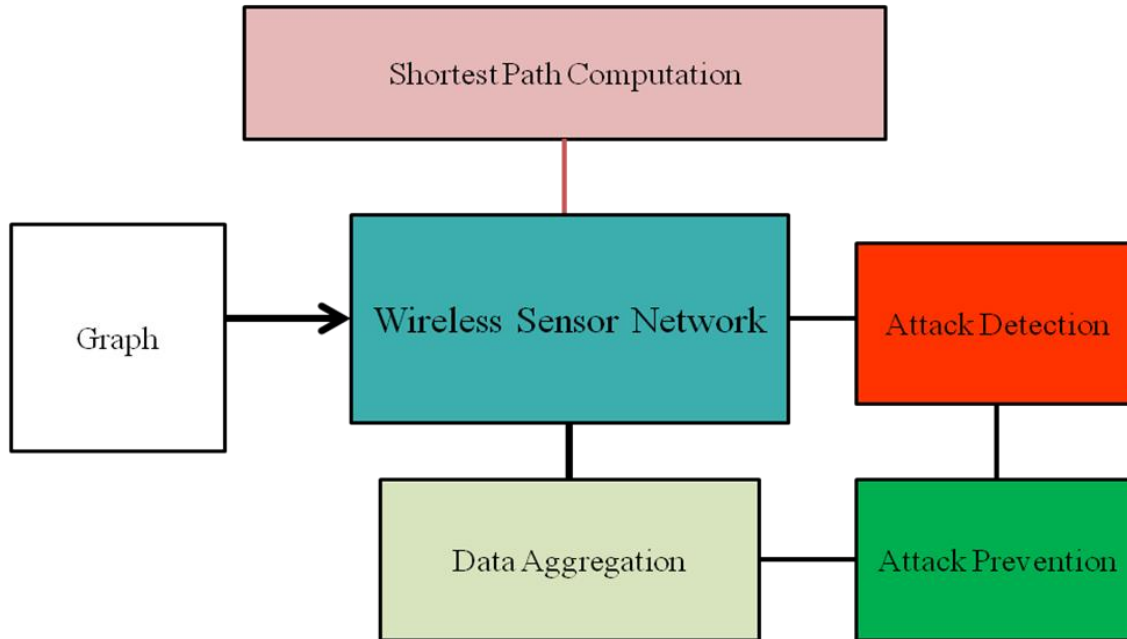 Shortest Path Computation
Graph
Wireless Sensor Network
Attack Detection
Data Aggregation
Attack Prevention